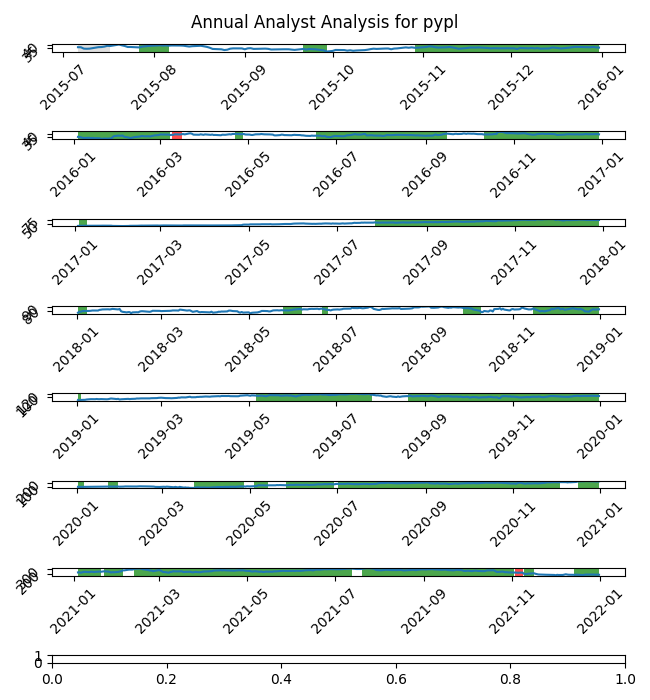 Annual Analyst Analysis for pypl
2015-07 2015-08 2015-09 2015-10 2015-11 2015-12 2016-01
2016-01 2016-03 2016-05 2016-07 2016-09 2016-11 2017-01
2017-01 2017-03 2017-05 2017-07 2017-09 2017-11 2018-01
2018-01 2018-03 2018-05 2018-07 2018-09 2018-11 2019-01
2019-01 2019-03 2019-05 2019-07 2019-09 2019-11 2020-01
2020-01 2020-03 2020-05 2020-07 2020-09 2020-11 2021-01
2021-01 2021-03 2021-05 2021-07 2021-09 2021-11 2022-01
1
0
0.0 0.2 0.4 0.6 0.8 1.0